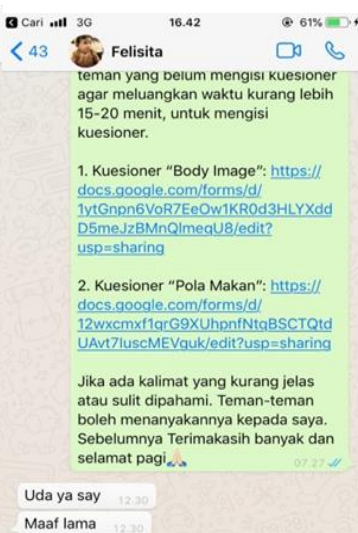 Cari 3G 16.42 61%
43 Felisita
teman yang belum mengisi kuesioner
agar meluangkan waktu kurang lebih
15-20 menit, untuk mengisi
kuesioner.
1. Kuesioner “Body Image”: https://
docs.google.com/forms/d/
1ytGnpn6VoR7EeOw1KR0d3HLYXdd
D5meJzBMnQlmeqU8/edit?
usp=sharing
2. Kuesioner “Pola Makan”: https://
docs.google.com/forms/d/
12wxcmxf1qrG9XUhpnfNtqBSCTQtd
UAvt7luscMEVguk/edit?usp=sharing
Jika ada kalimat yang kurang jelas
atau sulit dipahami. Teman-teman
boleh menanyakannya kepada saya.
Sebelumnya Terimakasih banyak dan
selamat pagi🙏🏻 07.27
Uda ya say 12.30
Maaf lama 12.30